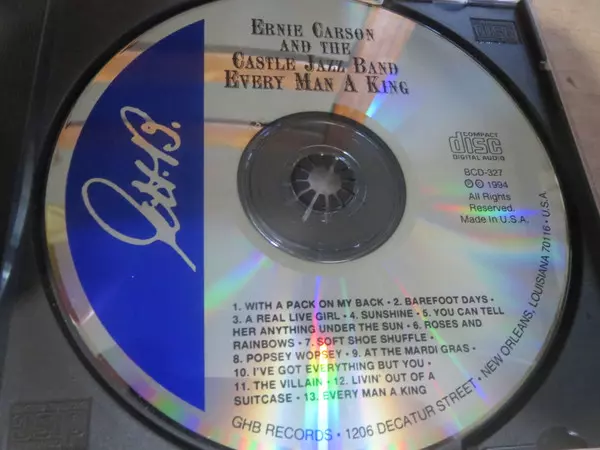 Ernie Carson
and the
Castle Jazz Band
Every Man A King
G.H.B.
COMPACT
disc
DIGITAL AUDIO
BCD-327
℗ © 1994
All Rights
Reserved.
Made in U.S.A.
1. WITH A PACK ON MY BACK • 2. BAREFOOT DAYS •
3. A REAL LIVE GIRL • 4. SUNSHINE • 5. YOU CAN TELL
HER ANYTHING UNDER THE SUN • 6. ROSES AND
RAINBOWS • 7. SOFT SHOE SHUFFLE •
8. POPSEY WOPSEY • 9. AT THE MARDI GRAS •
10. I'VE GOT EVERYTHING BUT YOU •
11. THE VILLAIN • 12. LIVIN' OUT OF A
SUITCASE • 13. EVERY MAN A KING
GHB RECORDS • 1206 DECATUR STREET • NEW ORLEANS, LOUISIANA 70116 • U.S.A.